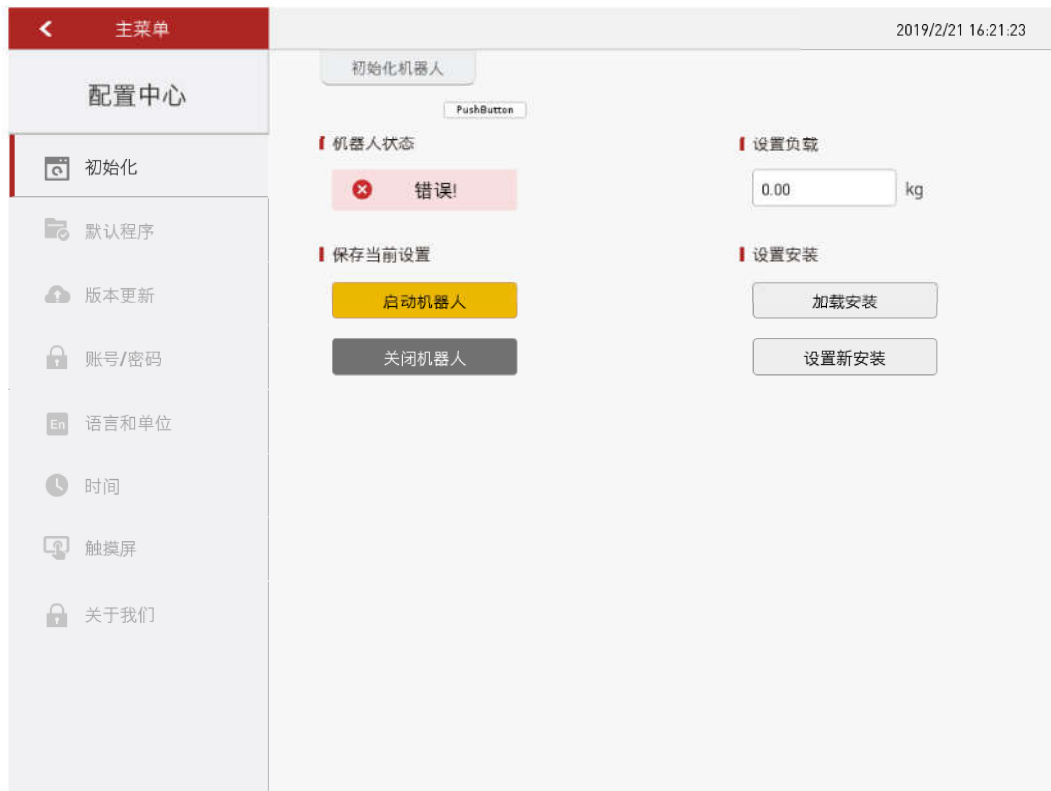 主菜单
2019/2/21 16:21:23
配置中心
初始化
默认程序
版本更新
账号/密码
En 语言和单位
时间
触摸屏
关于我们
初始化机器人
PushButton
机器人状态
错误!
保存当前设置
启动机器人
关闭机器人
设置负载
0.00 kg
设置安装
加载安装
设置新安装